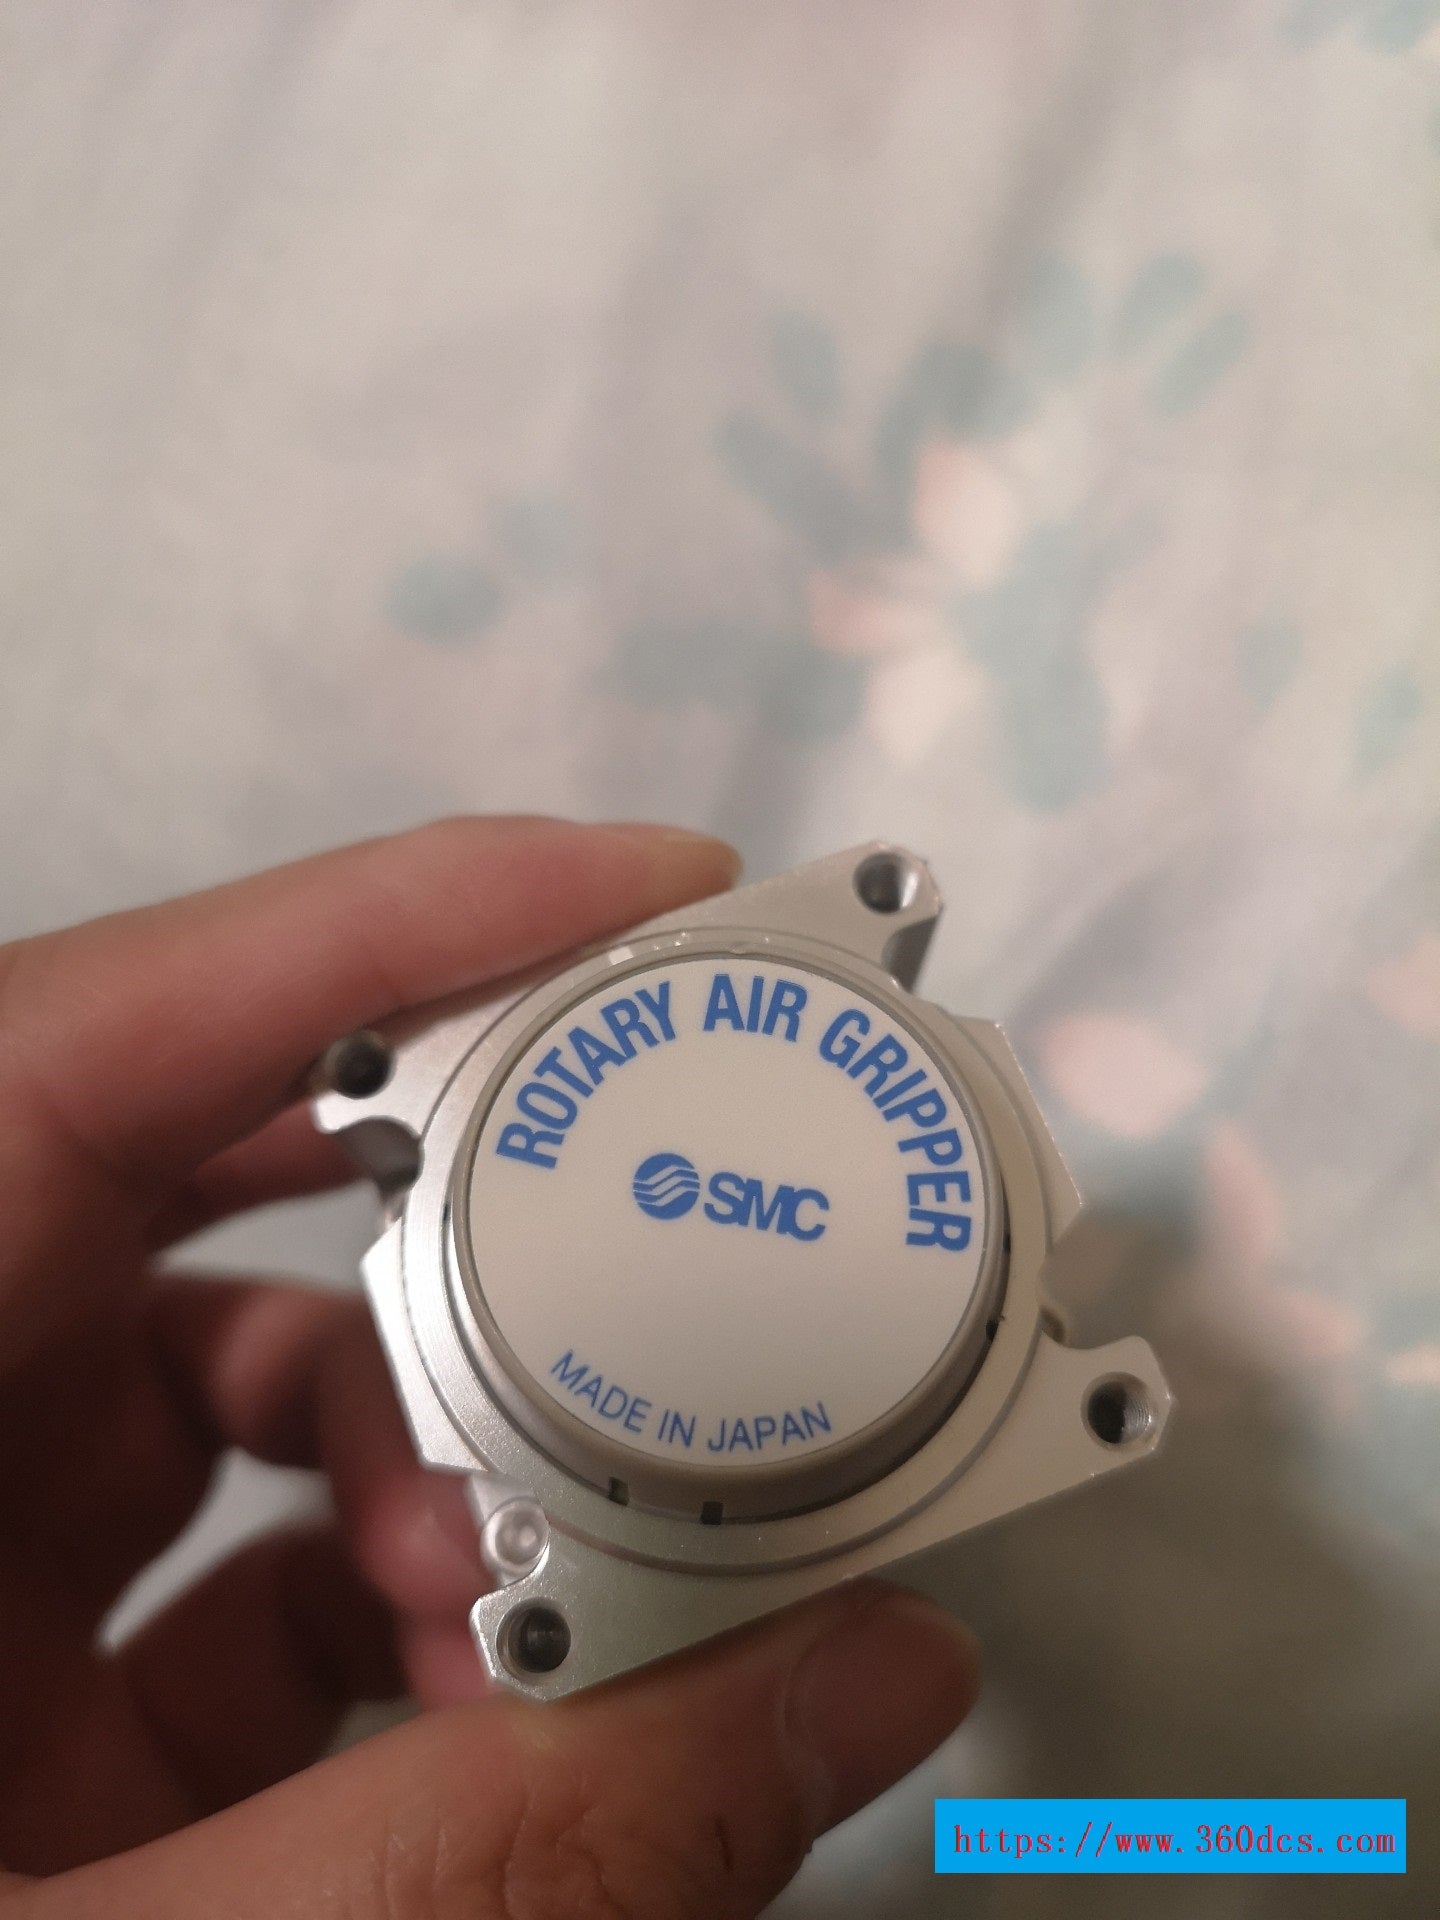 ROTARY AIR GRIPPER
SMC
MADE IN JAPAN
https://www.360dcs.com